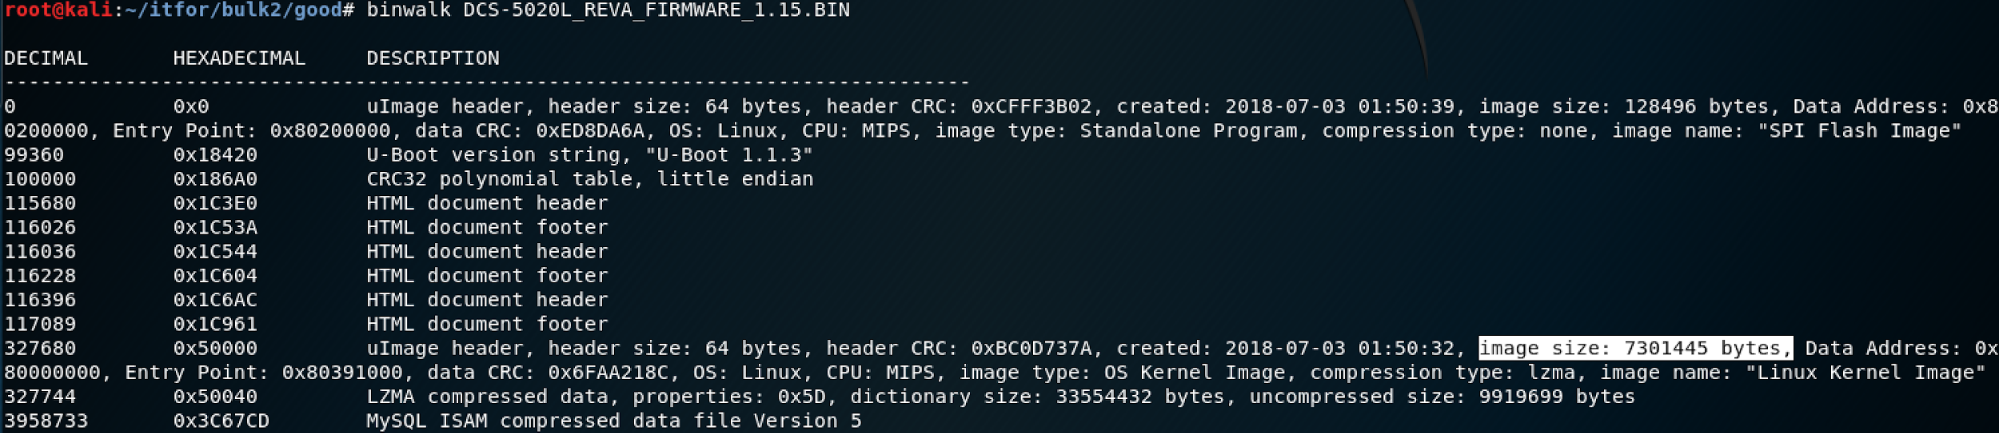 root@kali:~/itfor/bulk2/good# binwalk DCS-5020L_REVA_FIRMWARE_1.15.BIN
DECIMAL       HEXADECIMAL     DESCRIPTION
--------------------------------------------------------------------------------
0             0x0             uImage header, header size: 64 bytes, header CRC: 0xCFFF3B02, created: 2018-07-03 01:50:39, image size: 128496 bytes, Data Address: 0x8
0200000, Entry Point: 0x80200000, data CRC: 0xED8DA6A, OS: Linux, CPU: MIPS, image type: Standalone Program, compression type: none, image name: "SPI Flash Image"
99360         0x18420         U-Boot version string, "U-Boot 1.1.3"
100000        0x186A0         CRC32 polynomial table, little endian
115680        0x1C3E0         HTML document header
116026        0x1C53A         HTML document footer
116036        0x1C544         HTML document header
116228        0x1C604         HTML document footer
116396        0x1C6AC         HTML document header
117089        0x1C961         HTML document footer
327680        0x50000         uImage header, header size: 64 bytes, header CRC: 0xBC0D737A, created: 2018-07-03 01:50:32, image size: 7301445 bytes, Data Address: 0x
80000000, Entry Point: 0x80391000, data CRC: 0x6FAA218C, OS: Linux, CPU: MIPS, image type: OS Kernel Image, compression type: lzma, image name: "Linux Kernel Image"
327744        0x50040         LZMA compressed data, properties: 0x5D, dictionary size: 33554432 bytes, uncompressed size: 9919699 bytes
3958733       0x3C67CD        MySQL ISAM compressed data file Version 5